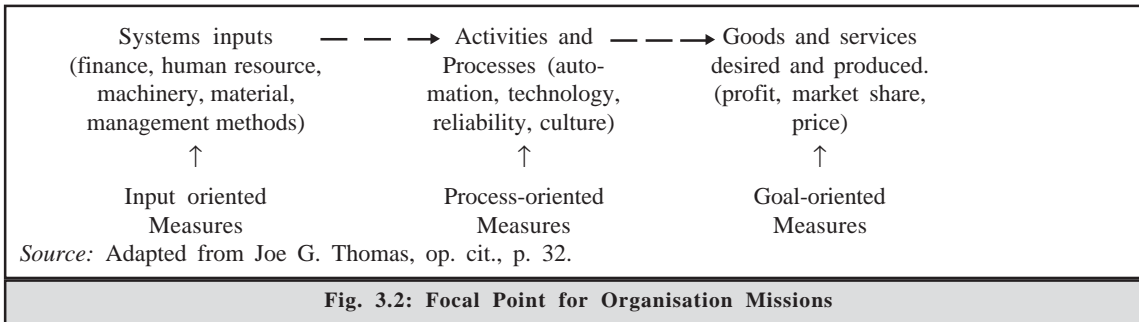 Systems inputs
(finance, human resource,
machinery, material,
management methods)
↑
Input oriented
Measures
Activities and
Processes (auto-
mation, technology,
reliability, culture)
↑
Process-oriented
Measures
Goods and services
desired and produced.
(profit, market share,
price)
↑
Goal-oriented
Measures
Source: Adapted from Joe G. Thomas, op. cit., p. 32.
Fig. 3.2: Focal Point for Organisation Missions